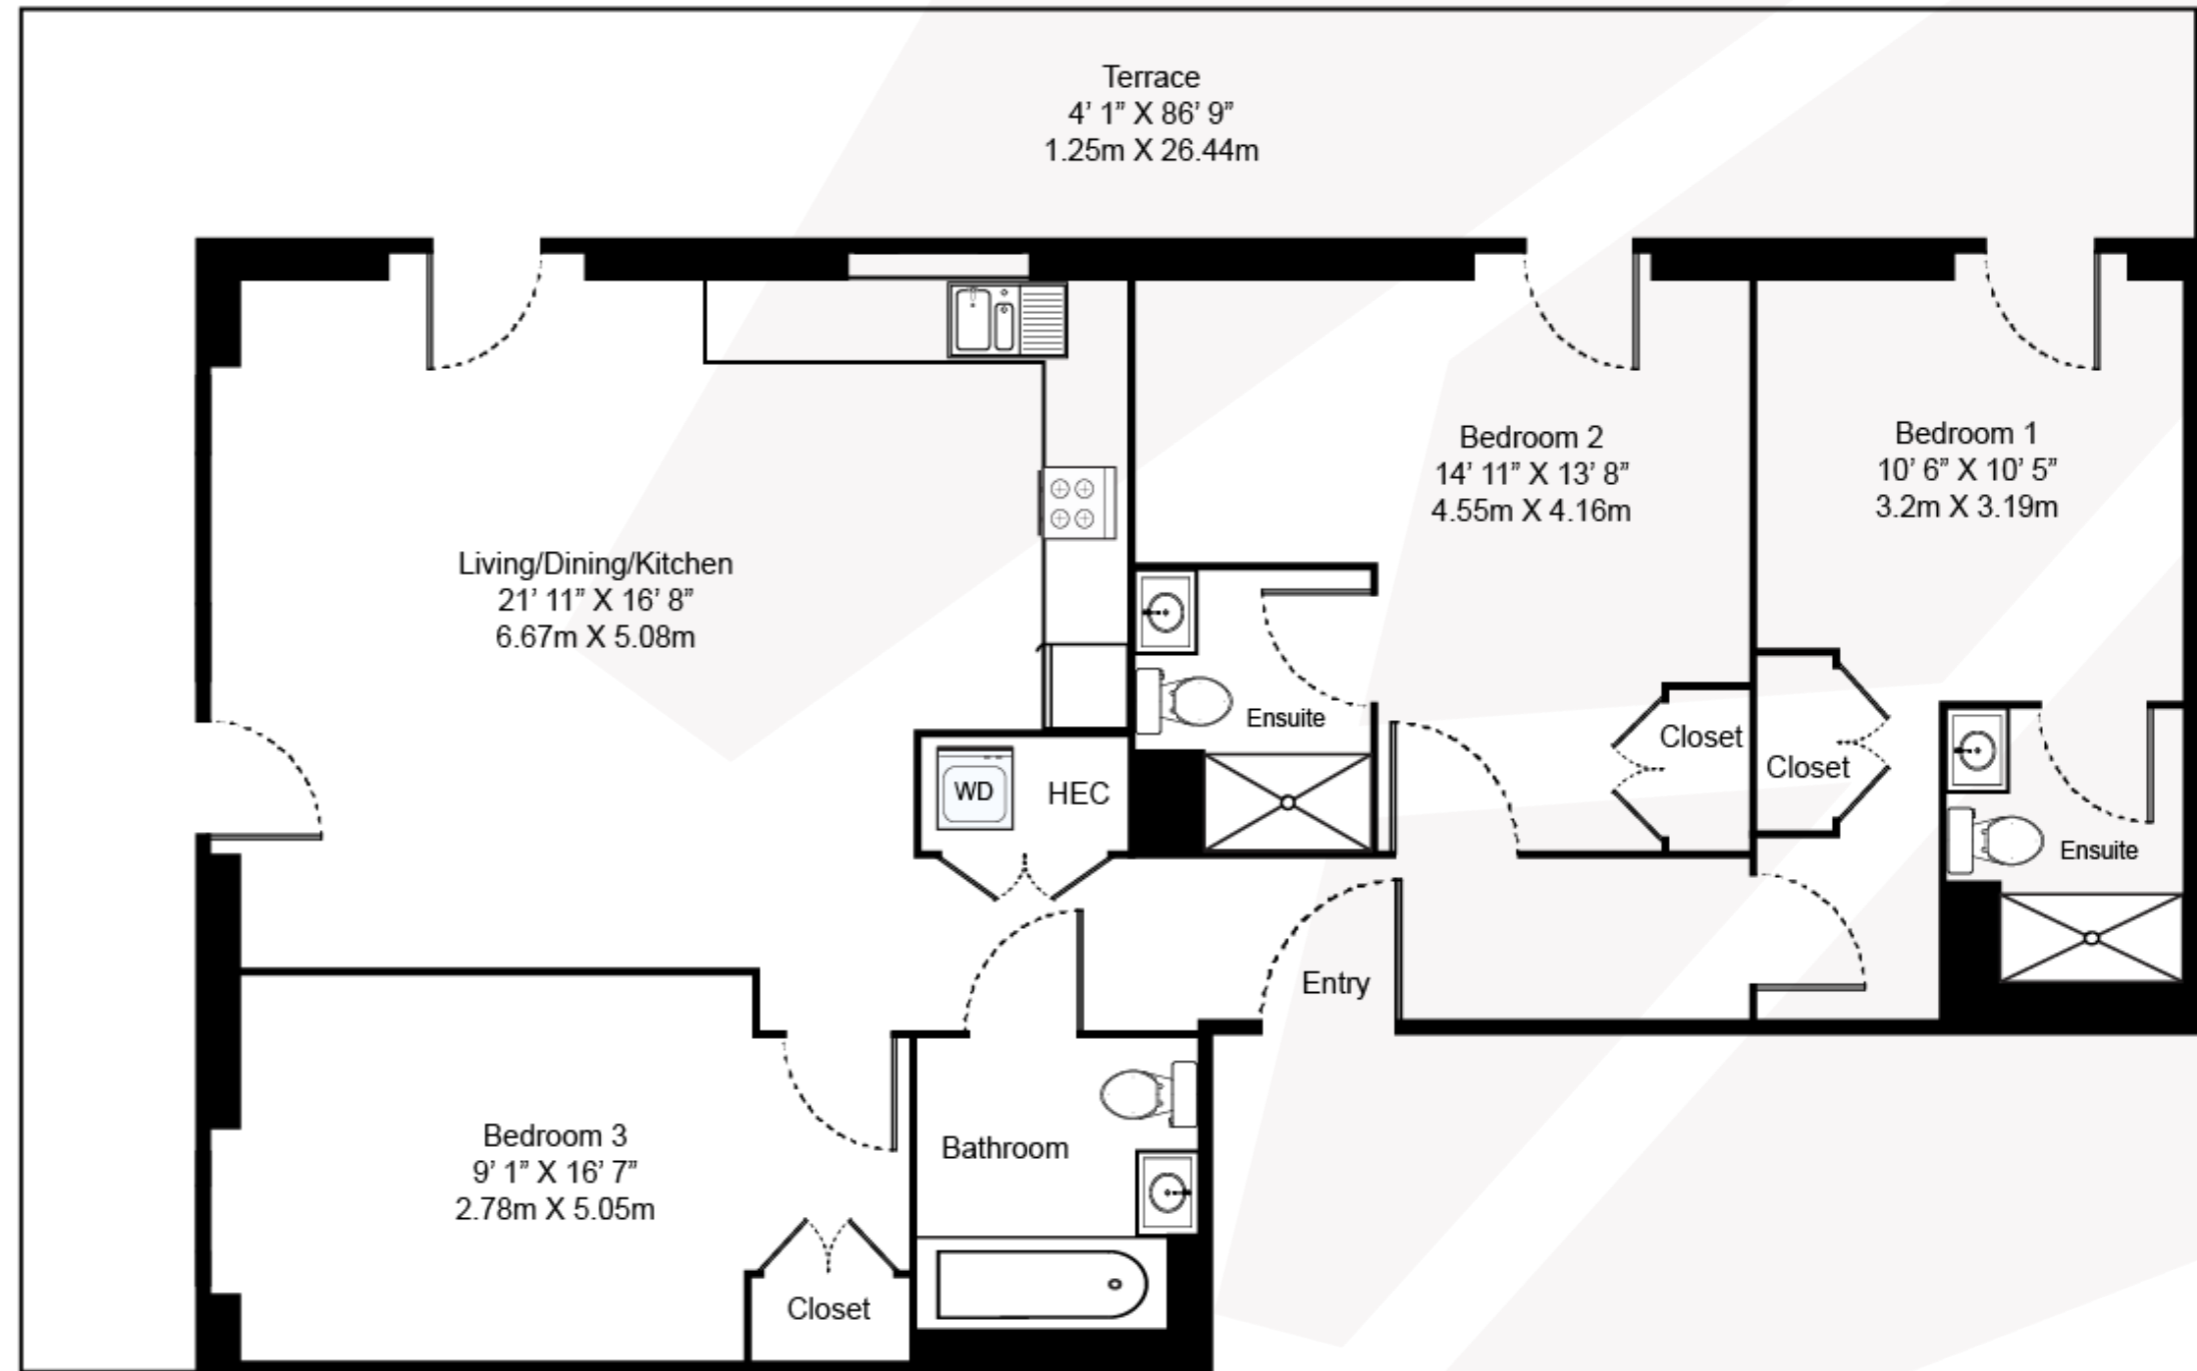 Terrace
4’ 1” X 86’ 9”
1.25m X 26.44m
Bedroom 2
14’ 11” X 13’ 8”
4.55m X 4.16m
Bedroom 1
10’ 6” X 10’ 5”
3.2m X 3.19m
Living/Dining/Kitchen
21’ 11” X 16’ 8”
6.67m X 5.08m
Ensuite
Closet
Closet
WD
HEC
Ensuite
Entry
Bedroom 3
9’ 1” X 16’ 7”
2.78m X 5.05m
Bathroom
Closet